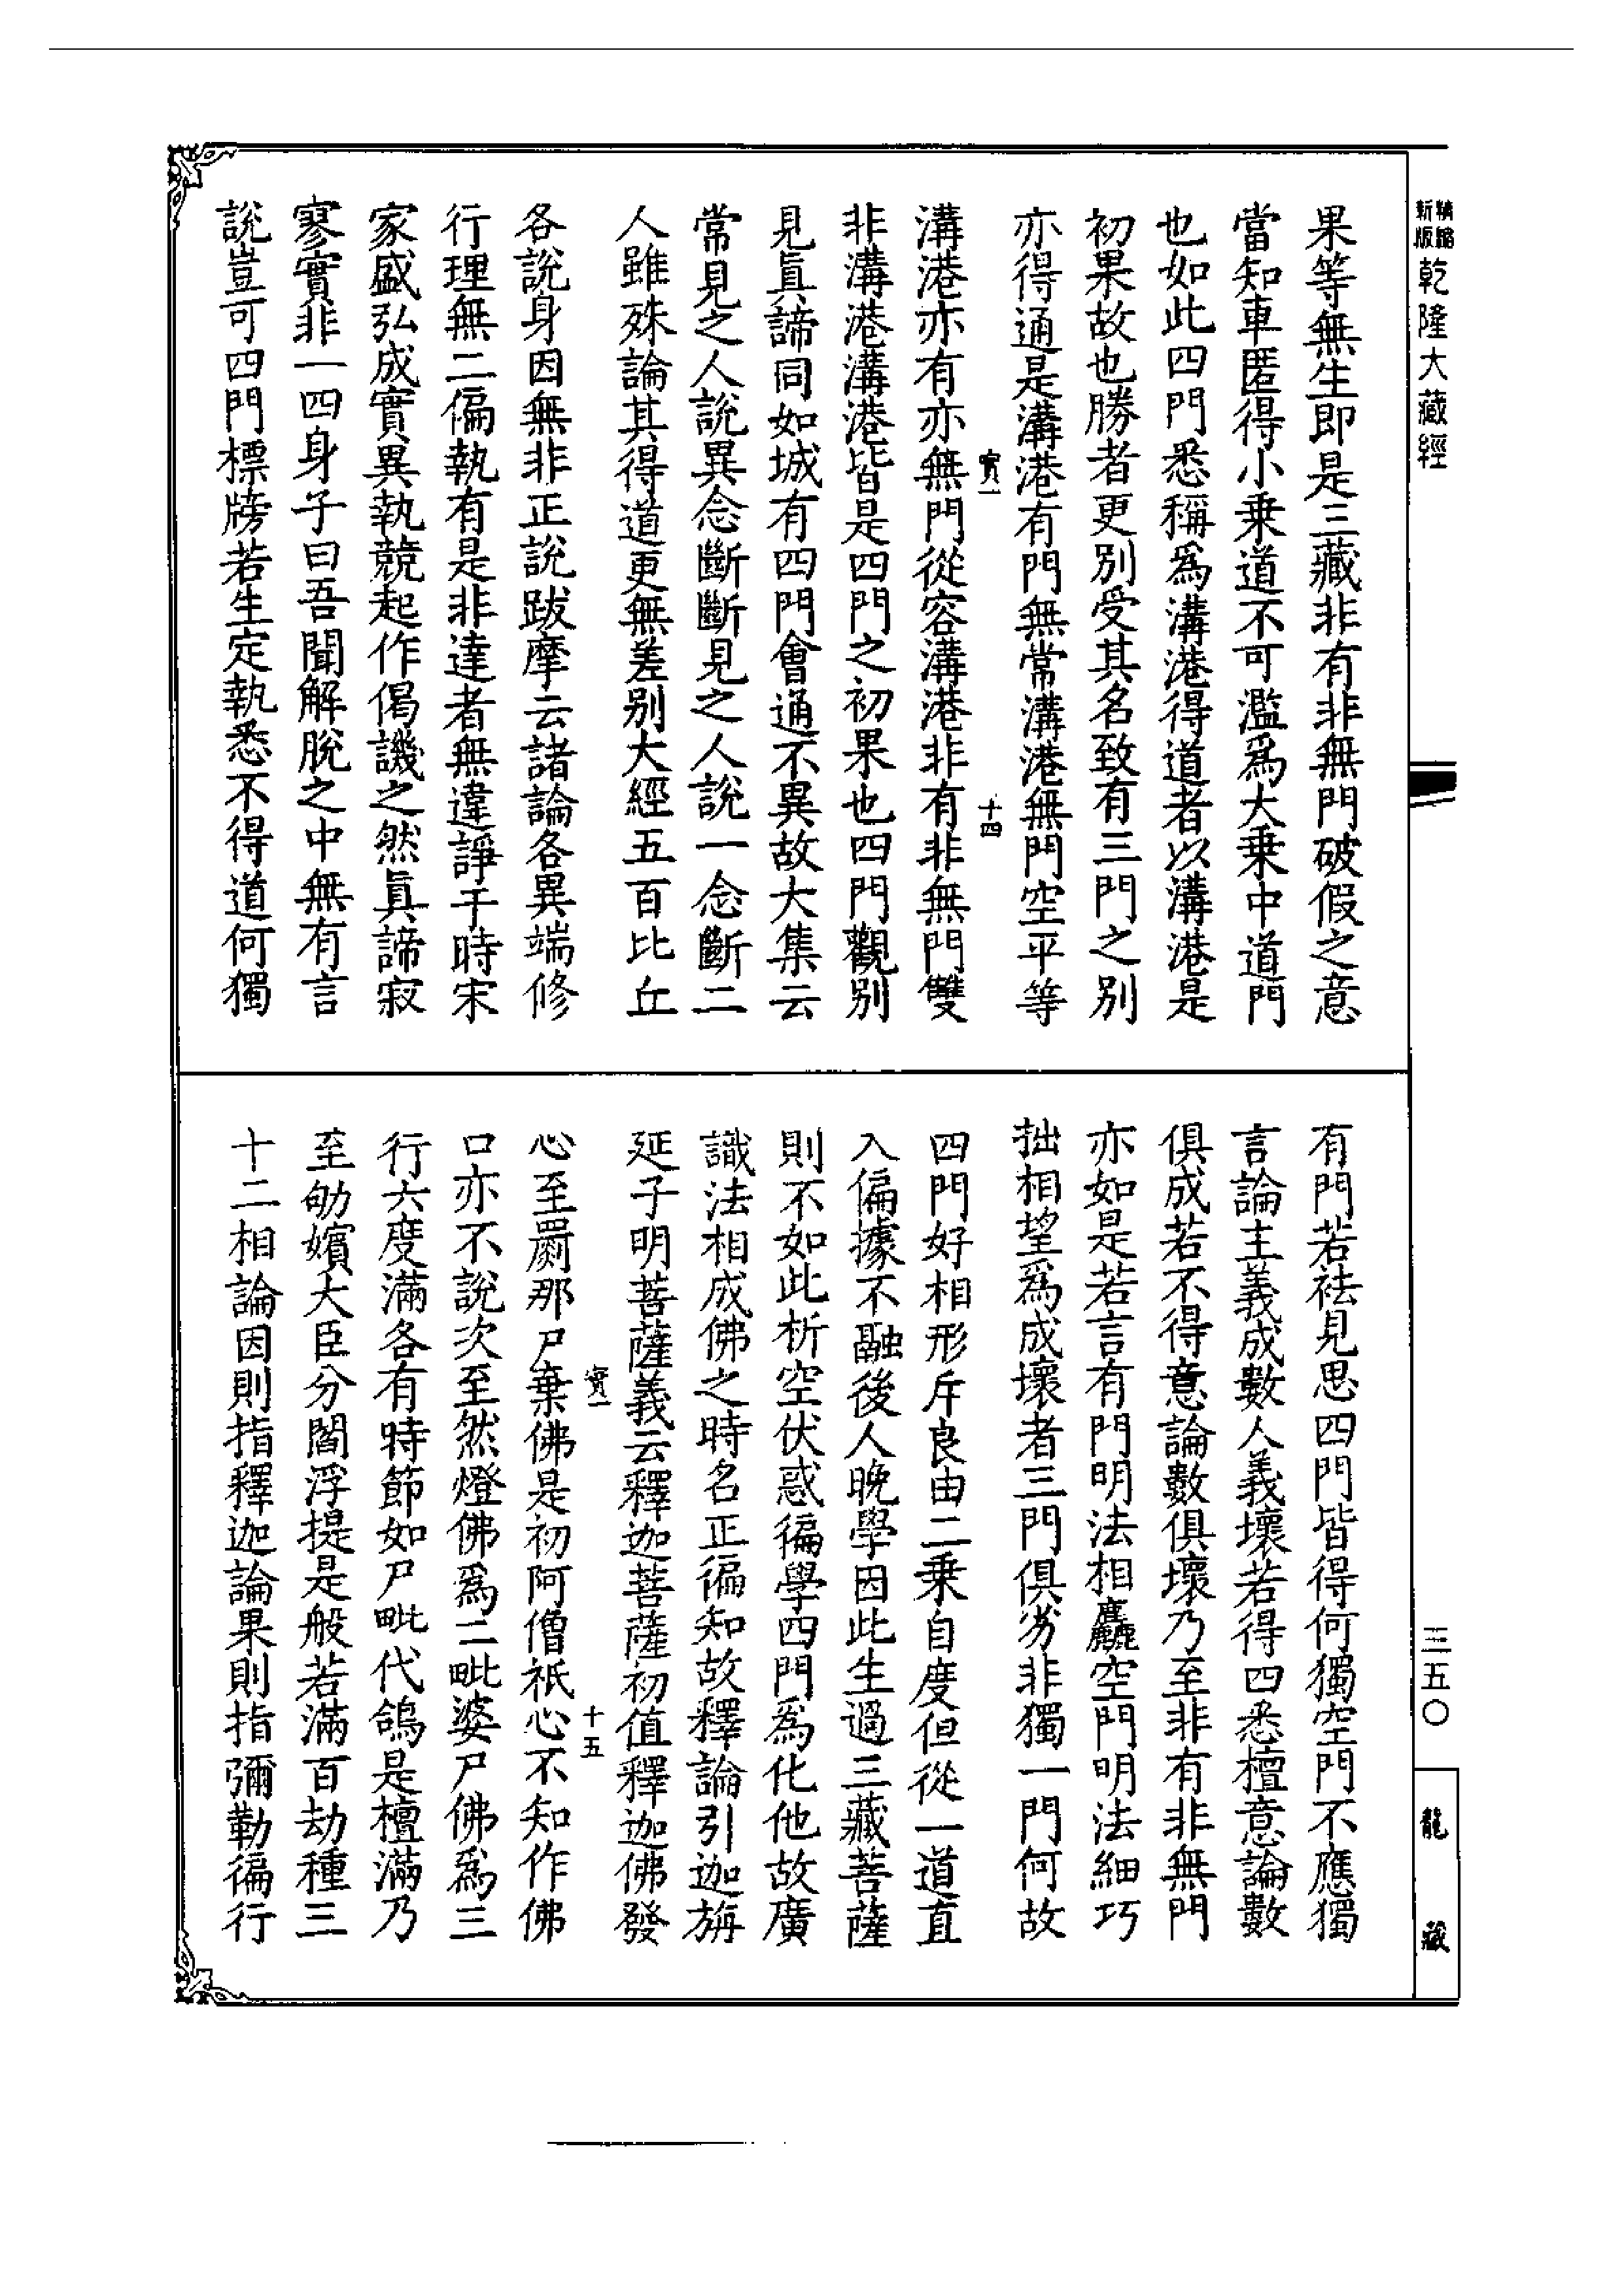 精縮
新版
乾隆大藏經
果等無生即是三藏非有非無門破假之意
當知車匿得小乘道不可濫爲大乘中道門
也如此四門悉稱爲溝港得道者以溝港是
初果故也勝者更別受其名致有三門之別
亦得通是溝港有門無常溝港無門空平等
實一
十四
溝港亦有亦無門從容溝港非有非無門雙
非溝港溝港皆是四門之初果也四門觀別
見眞諦同如城有四門會通不異故大集云
常見之人說異念斷斷見之人說一念斷二
人雖殊論其得道更無差別大經五百比丘
各說身因無非正說跋摩云諸論各異端修
行理無二偏執有是非達者無違諍于時宋
家盛弘成實異執競起作偈譏之然眞諦寂
寥實非一四身子曰吾聞解脫之中無有言
說豈可四門標牓若生定執悉不得道何獨
有門若袪見思四門皆得何獨空門不應獨
言論主義成數人義壞若得四悉檀意論數
俱成若不得意論數俱壞乃至非有非無門
亦如是若言有門明法相麤空門明法細巧
拙相望爲成壞者三門俱劣非獨一門何故
四門好相形斥良由二乘自度但從一道直
入偏據不融後人晚學因此生過三藏菩薩
則不如此析空伏惑徧學四門爲化他故廣
識法相成佛之時名正徧知故釋論引迦旃
延子明菩薩義云釋迦菩薩初值釋迦佛發
實一
十五
心至罽那尸棄佛是初阿僧祇心不知作佛
口亦不說次至然燈佛爲二毗婆尸佛爲三
行六度滿各有時節如尸毗代鴿是檀滿乃
至劬嬪大臣分閻浮提是般若滿百劫種三
十二相論因則指釋迦論果則指彌勒徧行
三五〇
龍藏